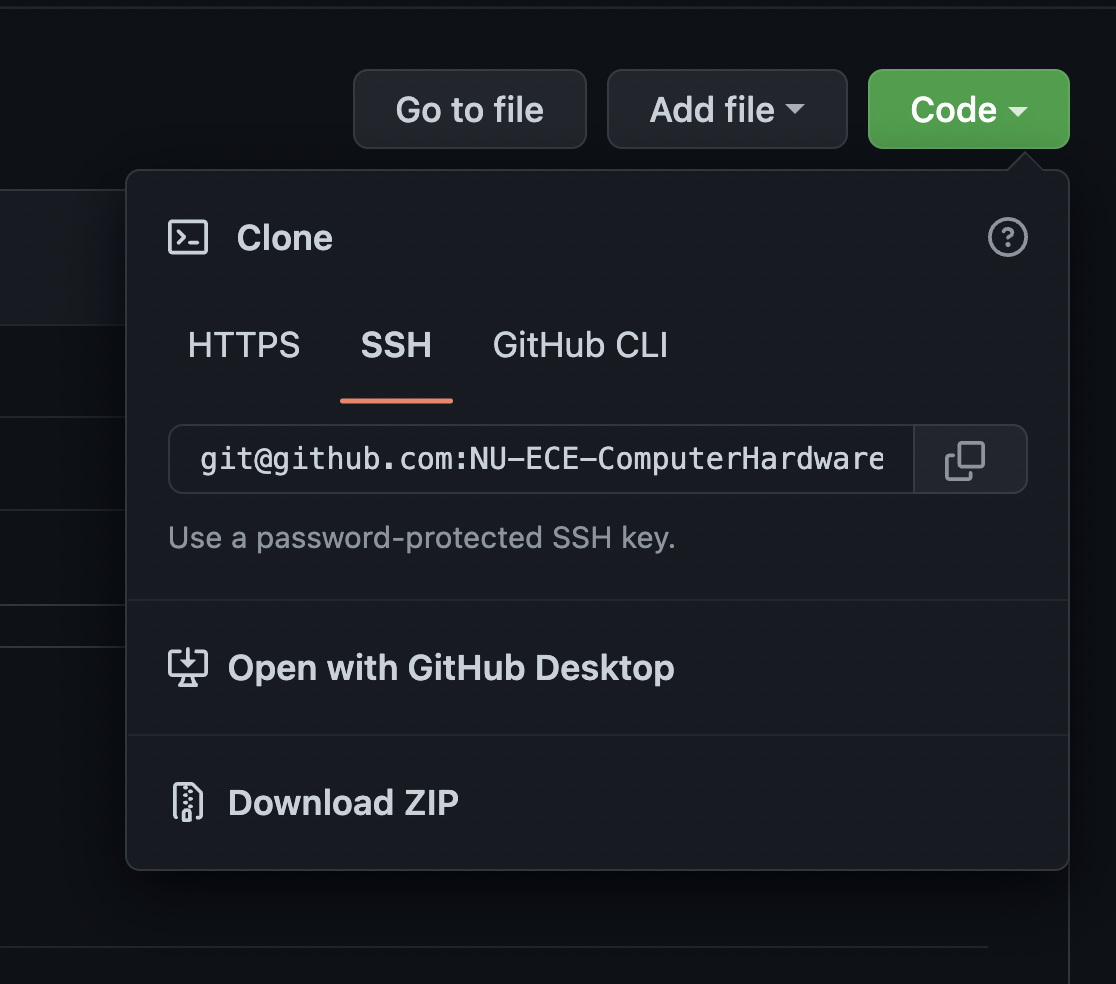 Go to file Add file Code
Clone
HTTPS SSH GitHub CLI
git@github.com:NU-ECE-ComputerHardware
Use a password-protected SSH key.
Open with GitHub Desktop
Download ZIP